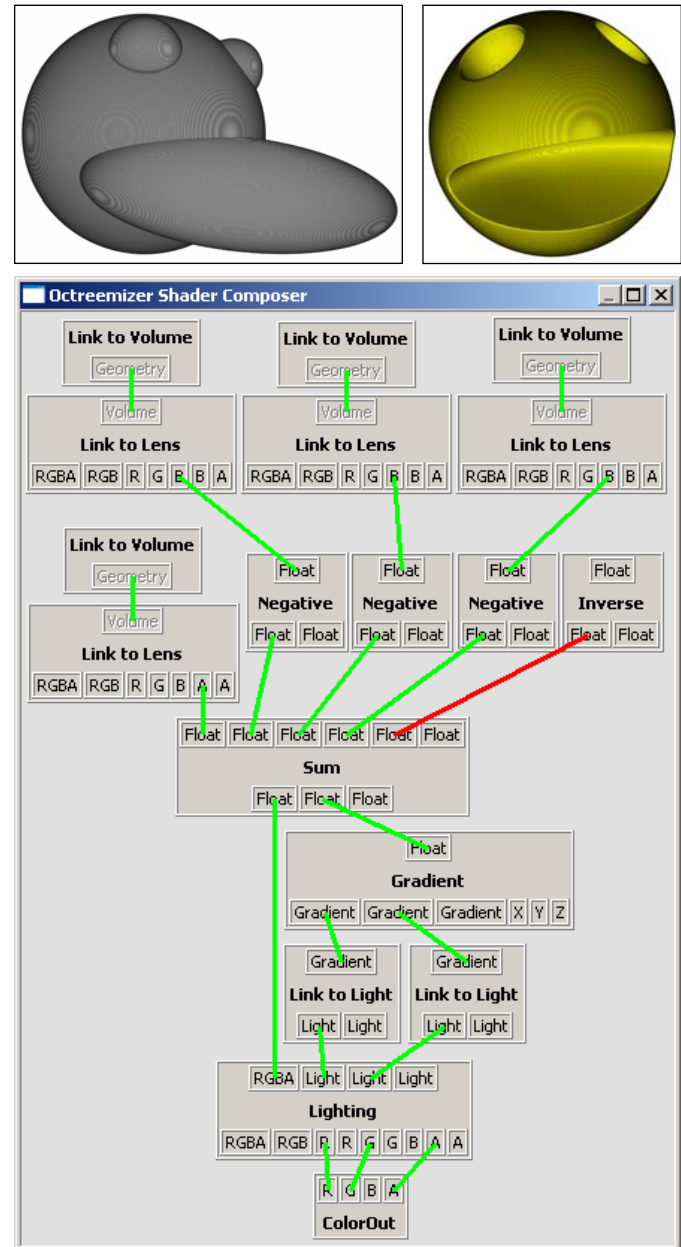 Octreemizer Shader Composer
Link to Volume Link to Volume Link to Volume
Geometry Geometry Geometry
Volume Volume Volume
Link to Lens Link to Lens Link to Lens
RGBA RGB R G B B A RGBA RGB R G B B A RGBA RGB R G B B A
Link to Volume
Geometry
Float Float Float Float
Negative Negative Negative Inverse
Float Float Float Float Float Float Float Float
Volume
Link to Lens
RGBA RGB R G B A A
Float Float Float Float Float Float
Sum
Float Float Float
Float
Gradient
Gradient Gradient Gradient X Y Z
Gradient Gradient
Link to Light Link to Light
Light Light Light Light
RGBA Light Light Light
Lighting
RGBA RGB R R G G B A A
R G B A
ColorOut